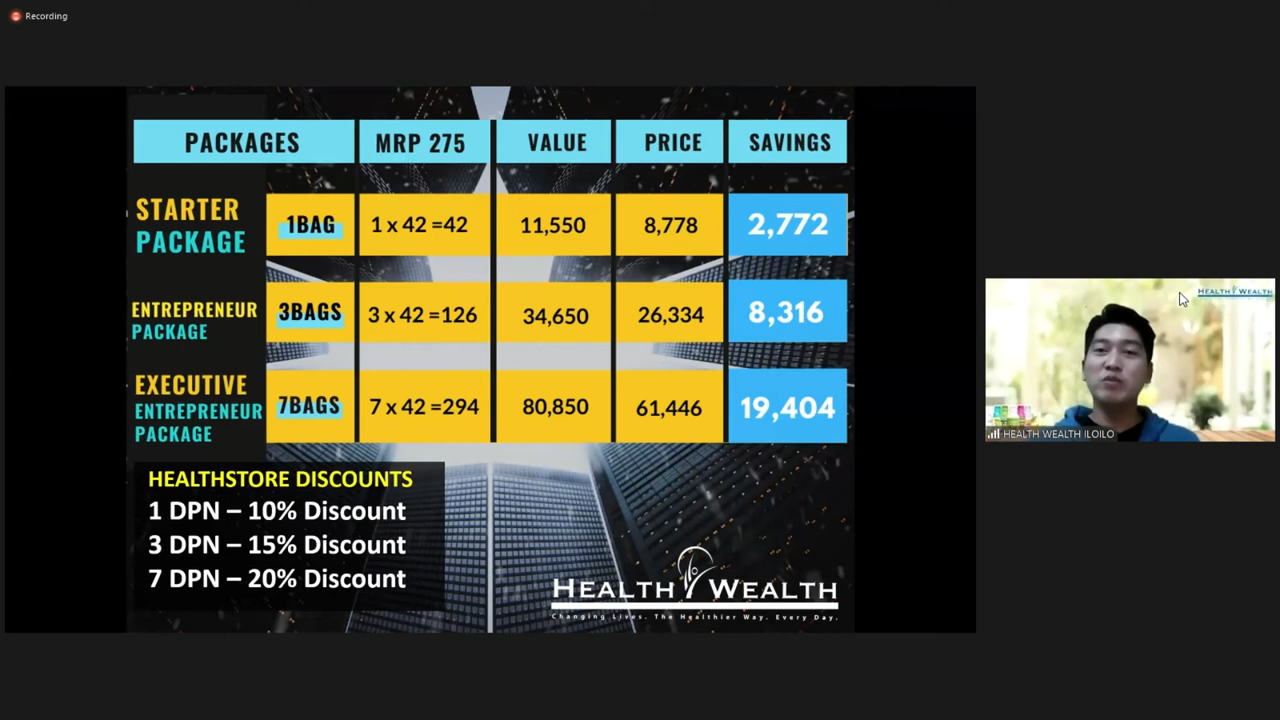 Recording
PACKAGES MRP 275 VALUE PRICE SAVINGS
STARTER
PACKAGE
1BAG 1 x 42 =42 11,550 8,778 2,772
ENTREPRENEUR
PACKAGE
3BAGS 3 x 42 =126 34,650 26,334 8,316
EXECUTIVE
ENTREPRENEUR
PACKAGE
7BAGS 7 x 42 =294 80,850 61,446 19,404
HEALTHSTORE DISCOUNTS
1 DPN – 10% Discount
3 DPN – 15% Discount
7 DPN – 20% Discount
HEALTH WEALTH
Changing Lives. The Healthier Way. Every Day.
HEALTH WEALTH
HEALTH WEALTH ILOILO